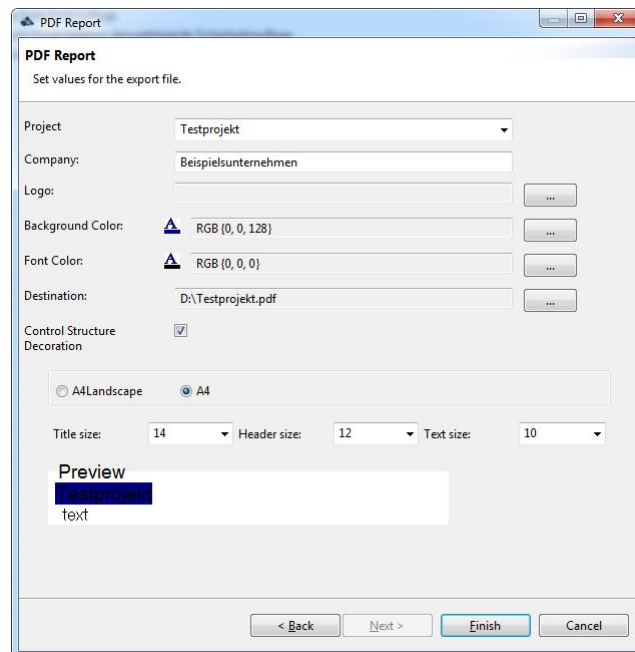 PDF Report
PDF Report
Set values for the export file.
Project Testprojekt
Company: Beispielsunternehmen
Logo: ...
Background Color: A RGB {0, 0, 128} ...
Font Color: A RGB {0, 0, 0} ...
Destination: D:\Testprojekt.pdf ...
Control Structure
Decoration
A4Landscape A4
Title size: 14 Header size: 12 Text size: 10
Preview
Testprojekt
text
< Back Next > Finish Cancel